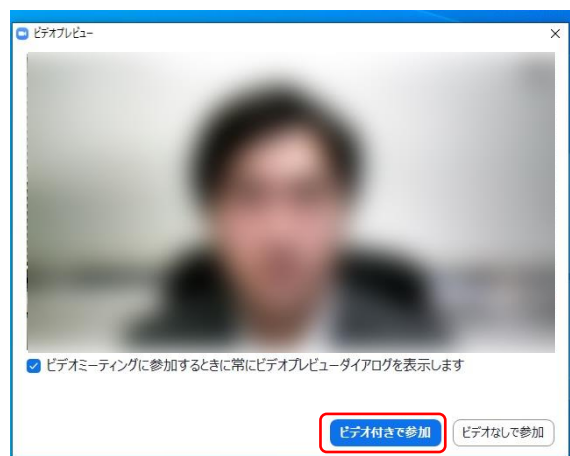 ビデオプレビュー
ビデオミーティングに参加するときに常にビデオプレビューダイアログを表示します
ビデオ付きで参加
ビデオなしで参加